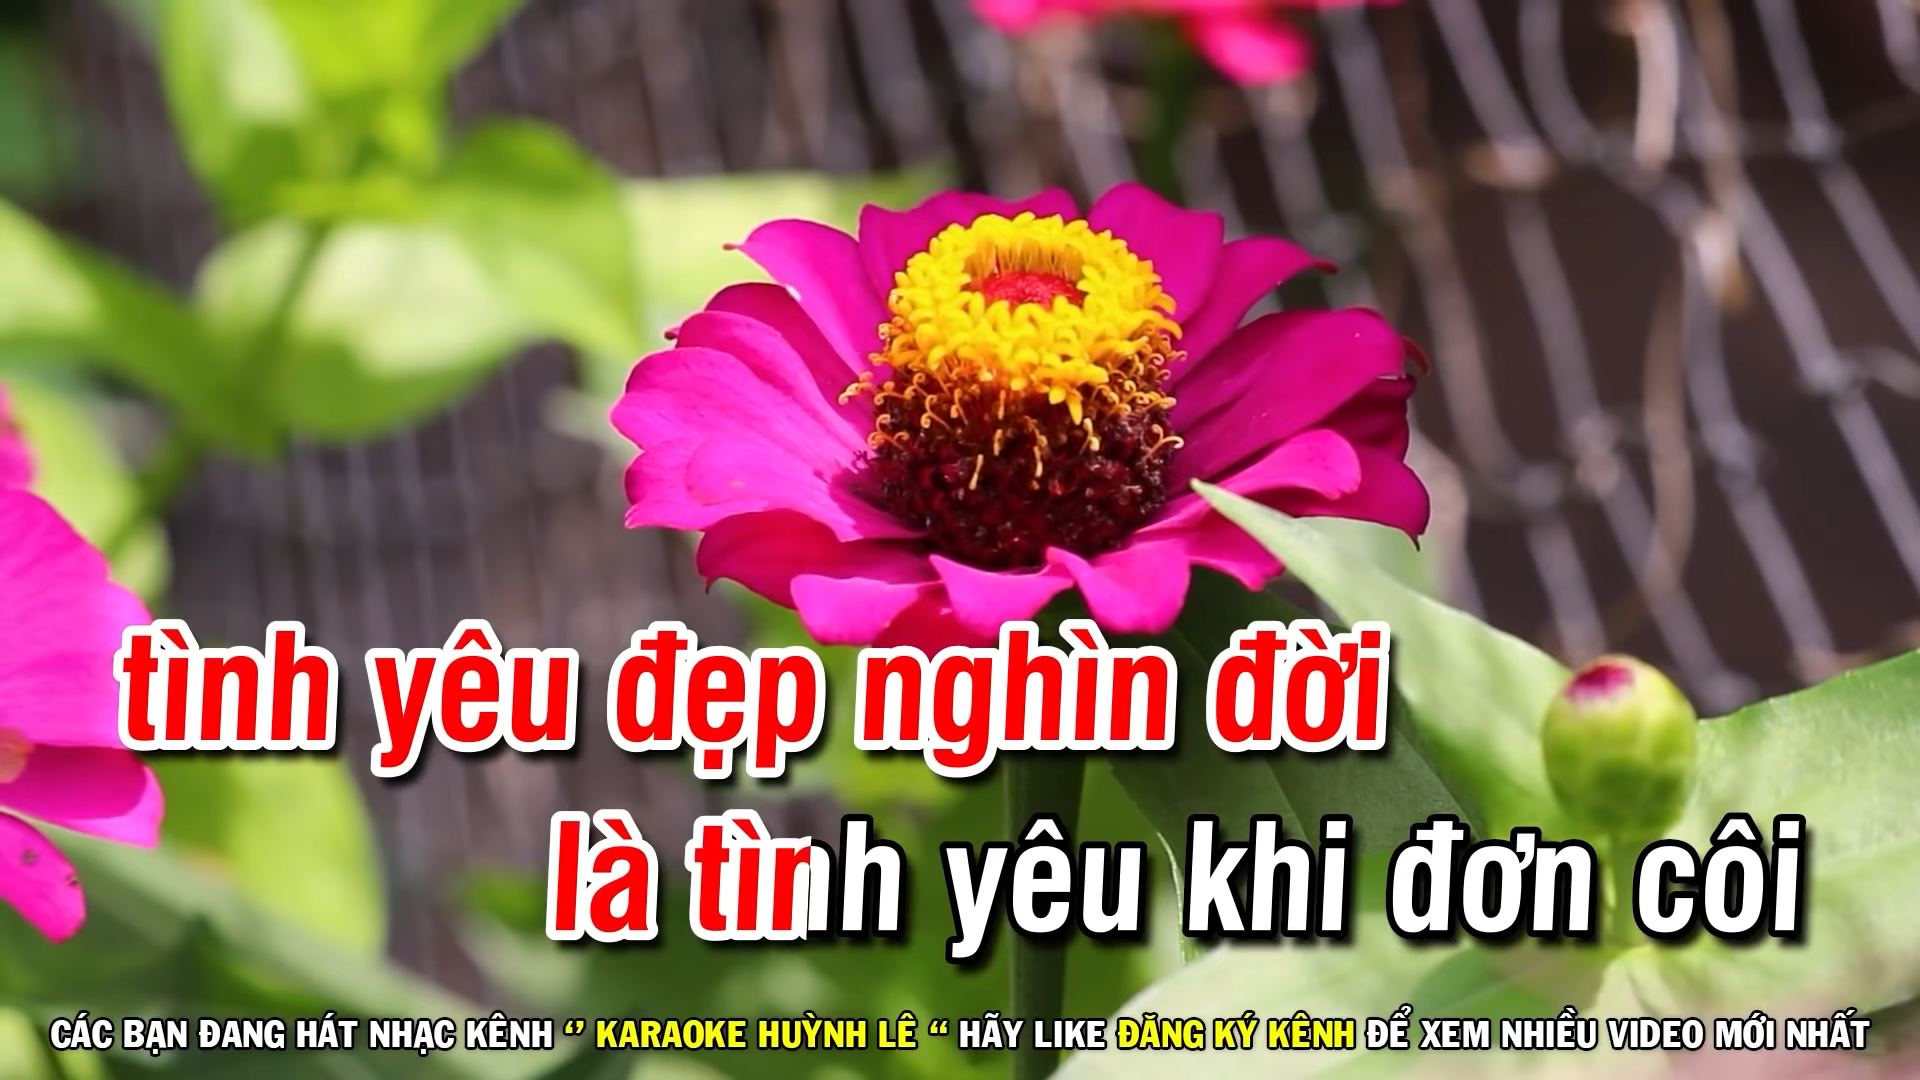 tình yêu đẹp nghìn đời
là tình yêu khi đơn côi
CÁC BẠN ĐANG HÁT NHẠC KÊNH “ KARAOKE HUỲNH LÊ “ HÃY LIKE ĐĂNG KÝ KÊNH ĐỂ XEM NHIỀU VIDEO MỚI NHẤT